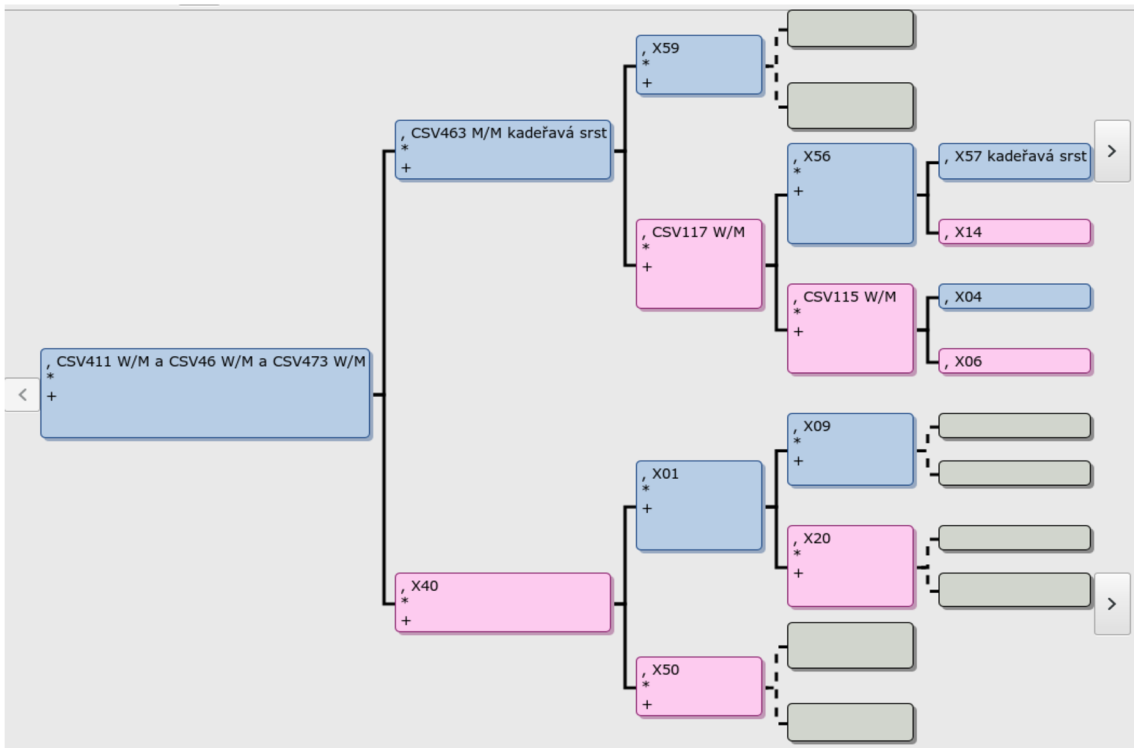 , X59
*
+
, CSV463 M/M kadeřavá srst
*
+
, X56
*
+
, X57 kadeřavá srst
, X14
, CSV117 W/M
*
+
, CSV115 W/M
*
+
, X04
, X06
, CSV411 W/M a CSV46 W/M a CSV473 W/M
*
+
, X09
*
+
, X01
*
+
, X20
*
+
, X40
*
+
, X50
*
+